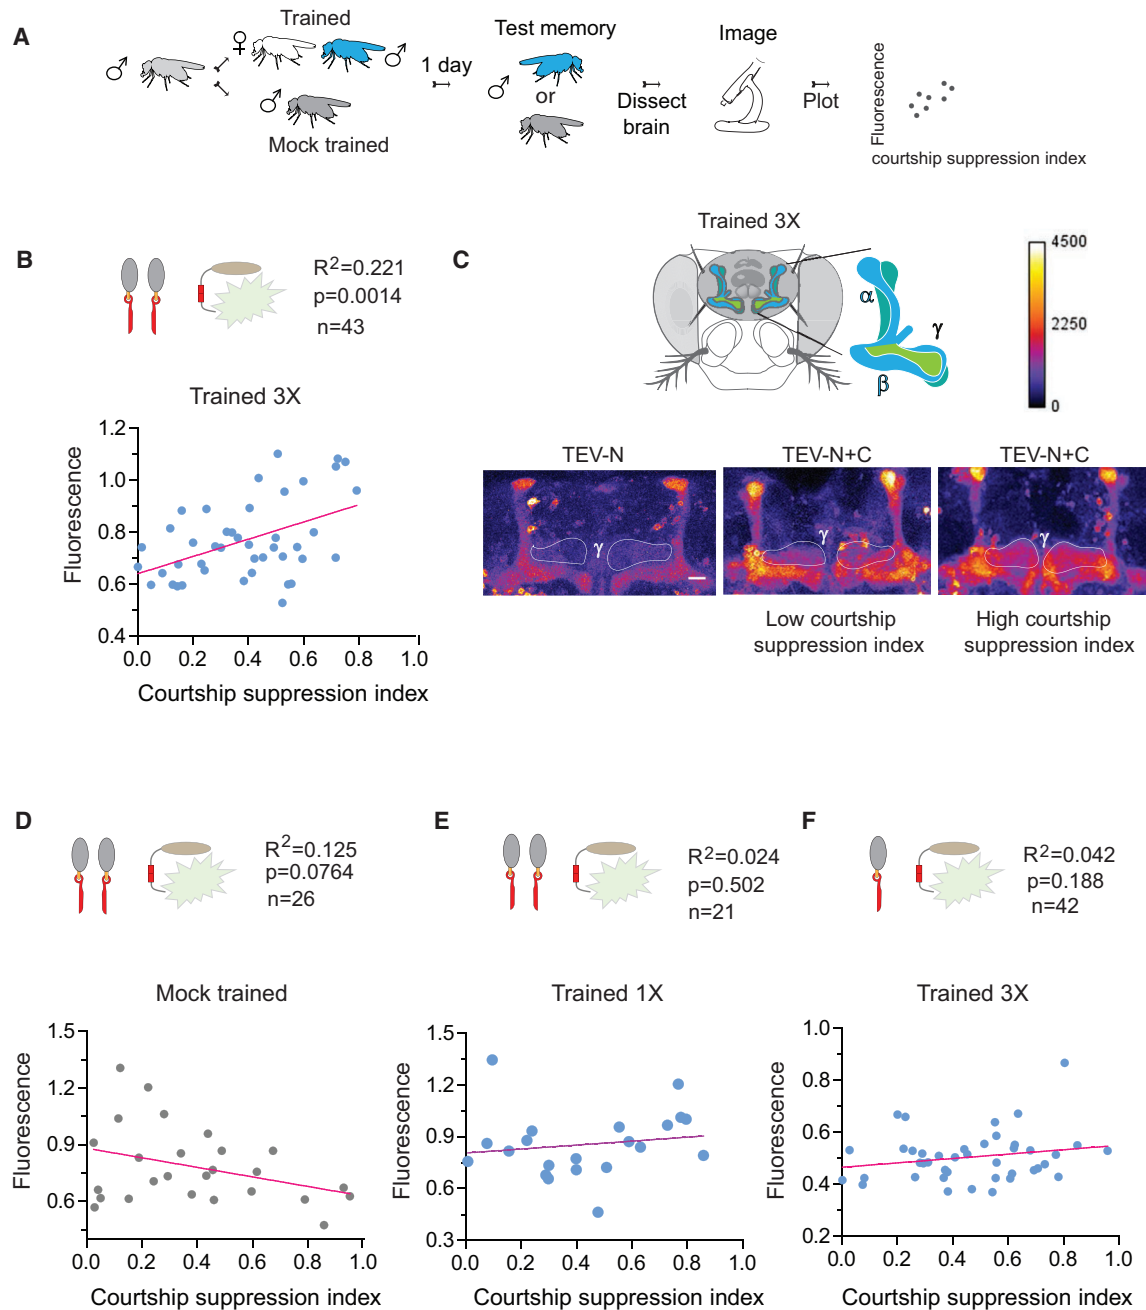 A
Trained
♀
♂
♂
♂
Mock trained
1 day
Test memory
♂
or
Dissect
brain
Image
Plot
Fluorescence
courtship suppression index
B
R2=0.221
p=0.0014
n=43
Trained 3X
Fluorescence
1.2
1.0
0.8
0.6
0.4
0.0 0.2 0.4 0.6 0.8 1.0
Courtship suppression index
C
Trained 3X
α
γ
β
4500
2250
0
TEV-N
TEV-N+C
TEV-N+C
γ
γ
γ
Low courtship
suppression index
High courtship
suppression index
D
R2=0.125
p=0.0764
n=26
Mock trained
Fluorescence
1.5
1.2
0.9
0.6
0.0 0.2 0.4 0.6 0.8 1.0
Courtship suppression index
E
R2=0.024
p=0.502
n=21
Trained 1X
Fluorescence
1.5
1.2
0.9
0.6
0.3
0.0 0.2 0.4 0.6 0.8 1.0
Courtship suppression index
F
R2=0.042
p=0.188
n=42
Trained 3X
Fluorescence
1.0
0.8
0.6
0.4
0.2
0.0 0.2 0.4 0.6 0.8 1.0
Courtship suppression index